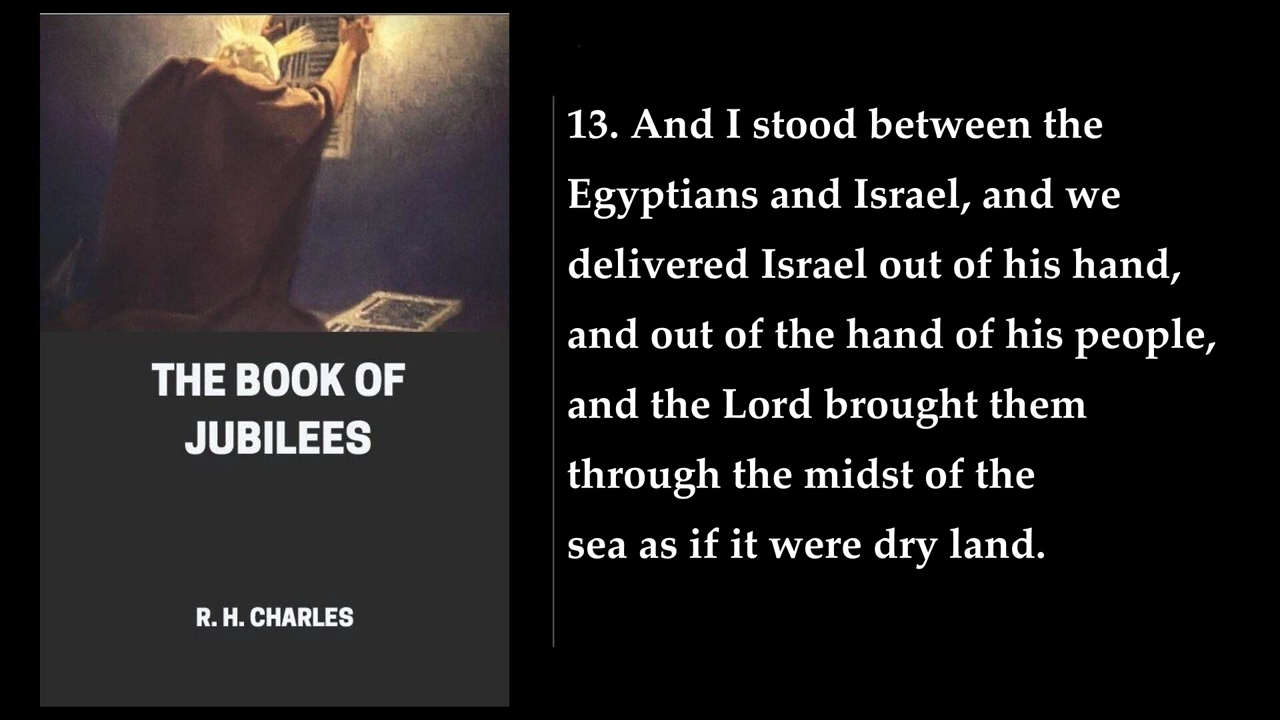 THE BOOK OF
JUBILEES
R. H. CHARLES
13. And I stood between the
Egyptians and Israel, and we
delivered Israel out of his hand,
and out of the hand of his people,
and the Lord brought them
through the midst of the
sea as if it were dry land.